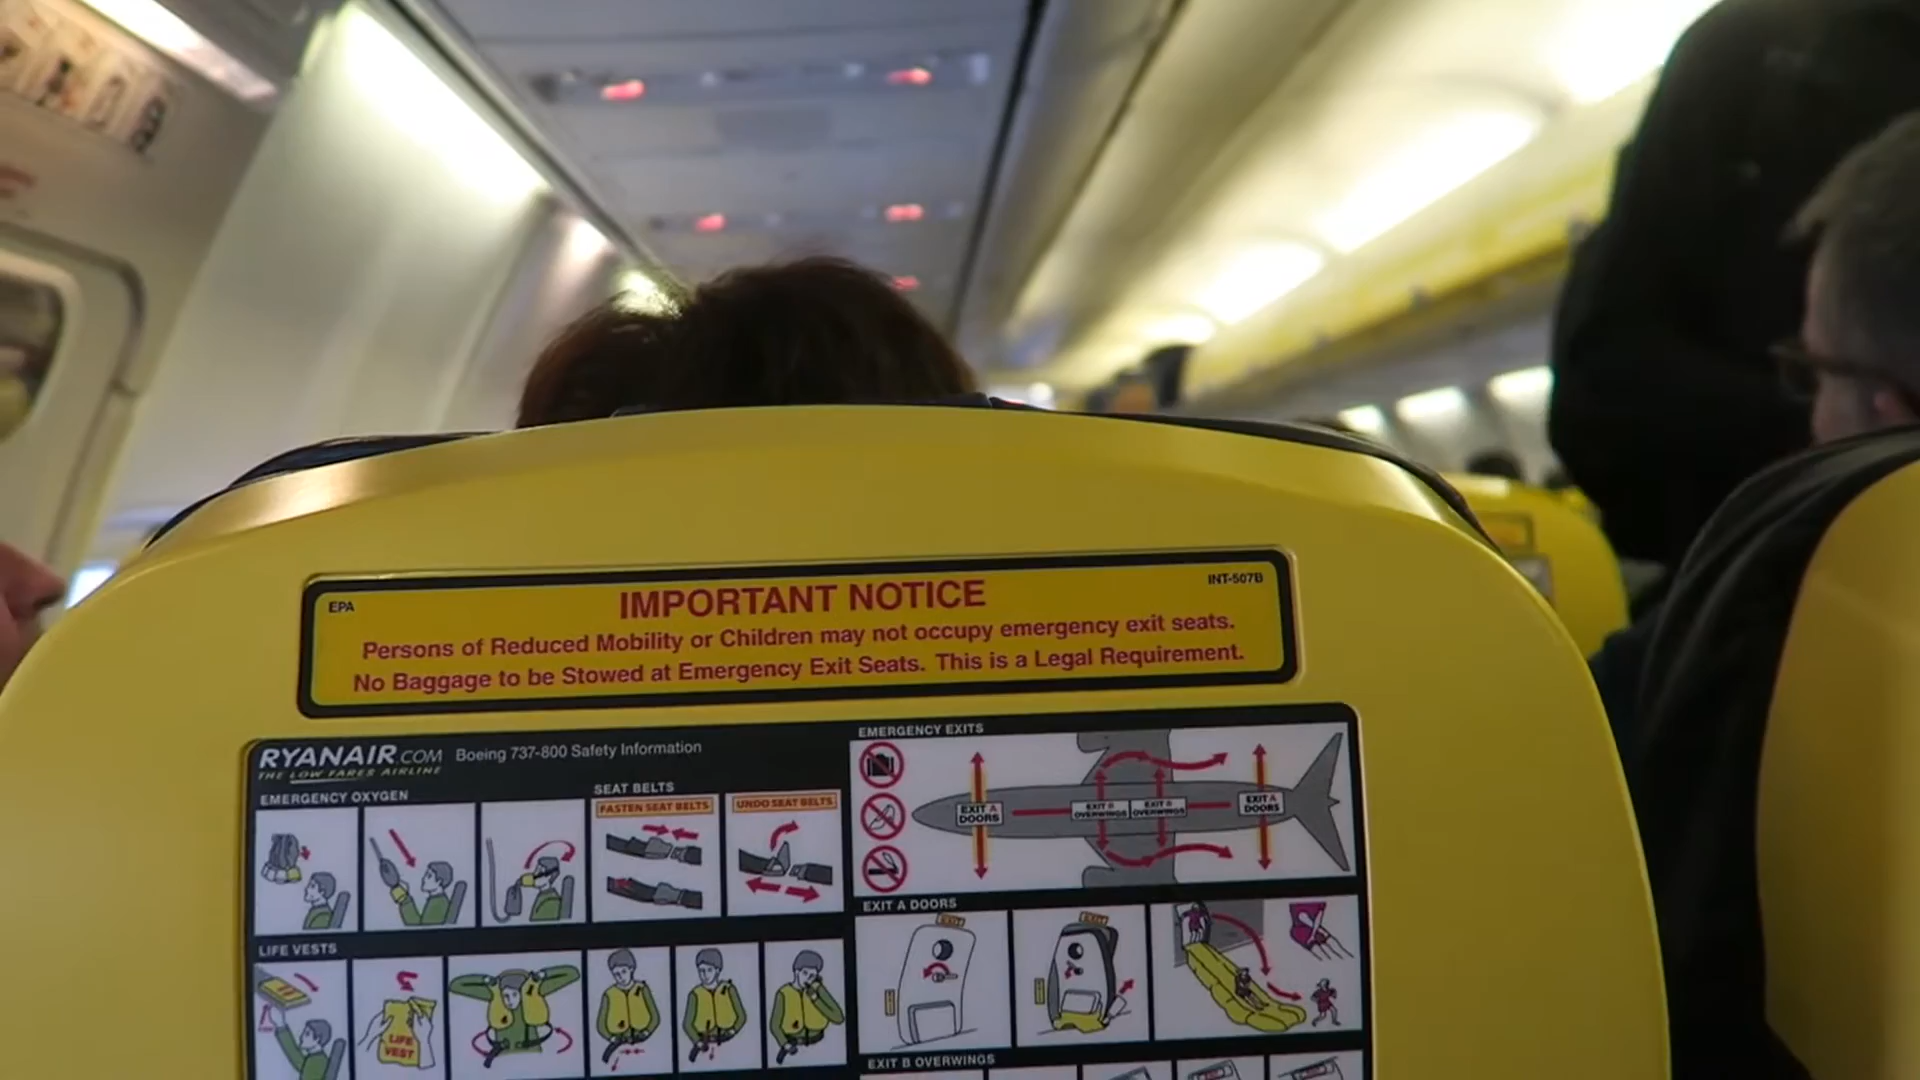 EPA
INT-507B
IMPORTANT NOTICE
Persons of Reduced Mobility or Children may not occupy emergency exit seats.
No Baggage to be Stowed at Emergency Exit Seats. This is a Legal Requirement.
RYANAIR.COM
THE LOW FARES AIRLINE
Boeing 737-800 Safety Information
EMERGENCY OXYGEN
SEAT BELTS
FASTEN SEAT BELTS
UNDO SEAT BELTS
LIFE VESTS
LIFE
VEST
EMERGENCY EXITS
EXIT A
DOORS
EXIT B
OVERWINGS
EXIT B
OVERWINGS
EXIT A
DOORS
EXIT A DOORS
EXIT
EXIT
EXIT B OVERWINGS